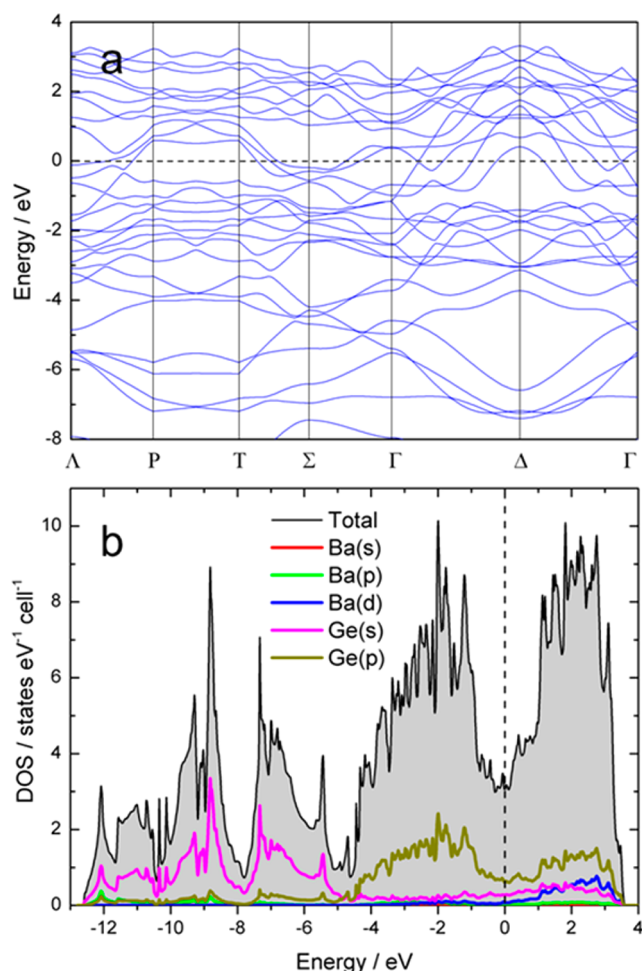 a
4
2
0
-2
-4
-6
-8
Energy / eV
Λ P T Σ Γ Δ Γ
b
Total
Ba(s)
Ba(p)
Ba(d)
Ge(s)
Ge(p)
10
8
6
4
2
0
DOS / states eV⁻¹ cell⁻¹
-12 -10 -8 -6 -4 -2 0 2 4
Energy / eV